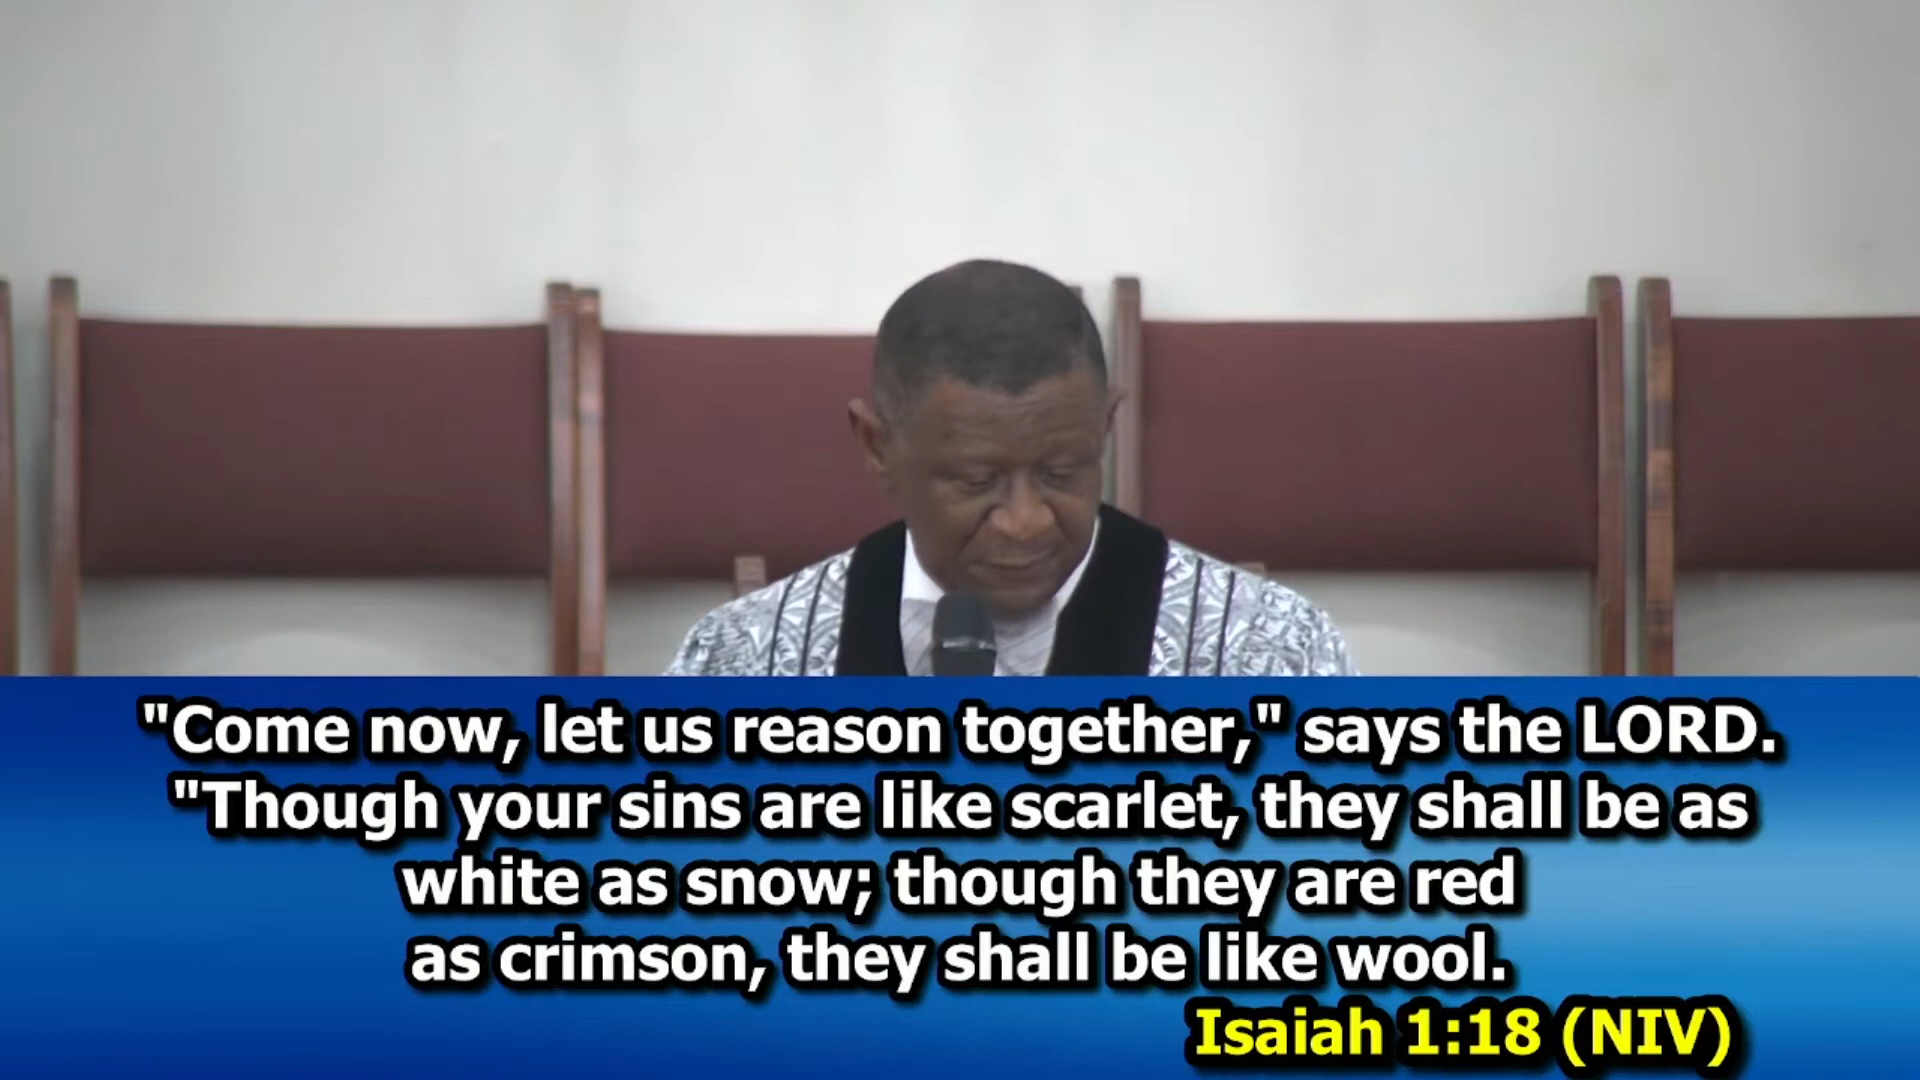 "Come now, let us reason together," says the LORD.
"Though your sins are like scarlet, they shall be as
white as snow; though they are red
as crimson, they shall be like wool.
Isaiah 1:18 (NIV)